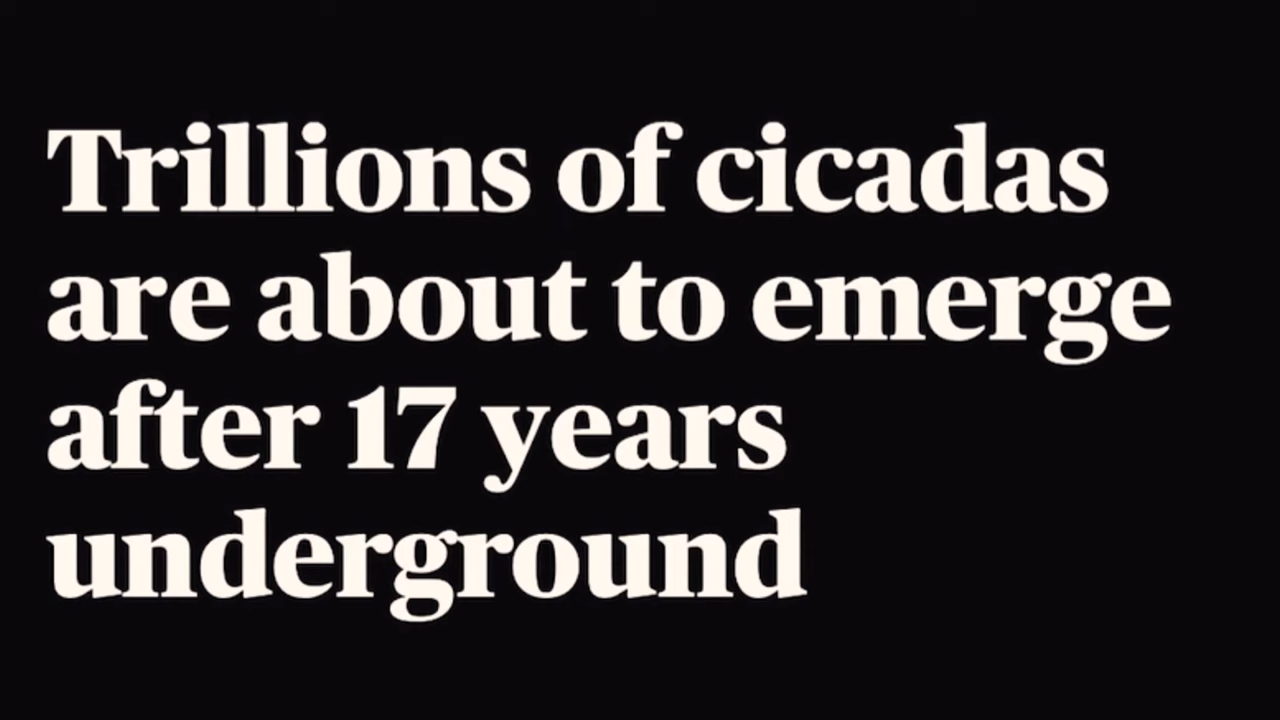 Trillions of cicadas
are about to emerge
after 17 years
underground